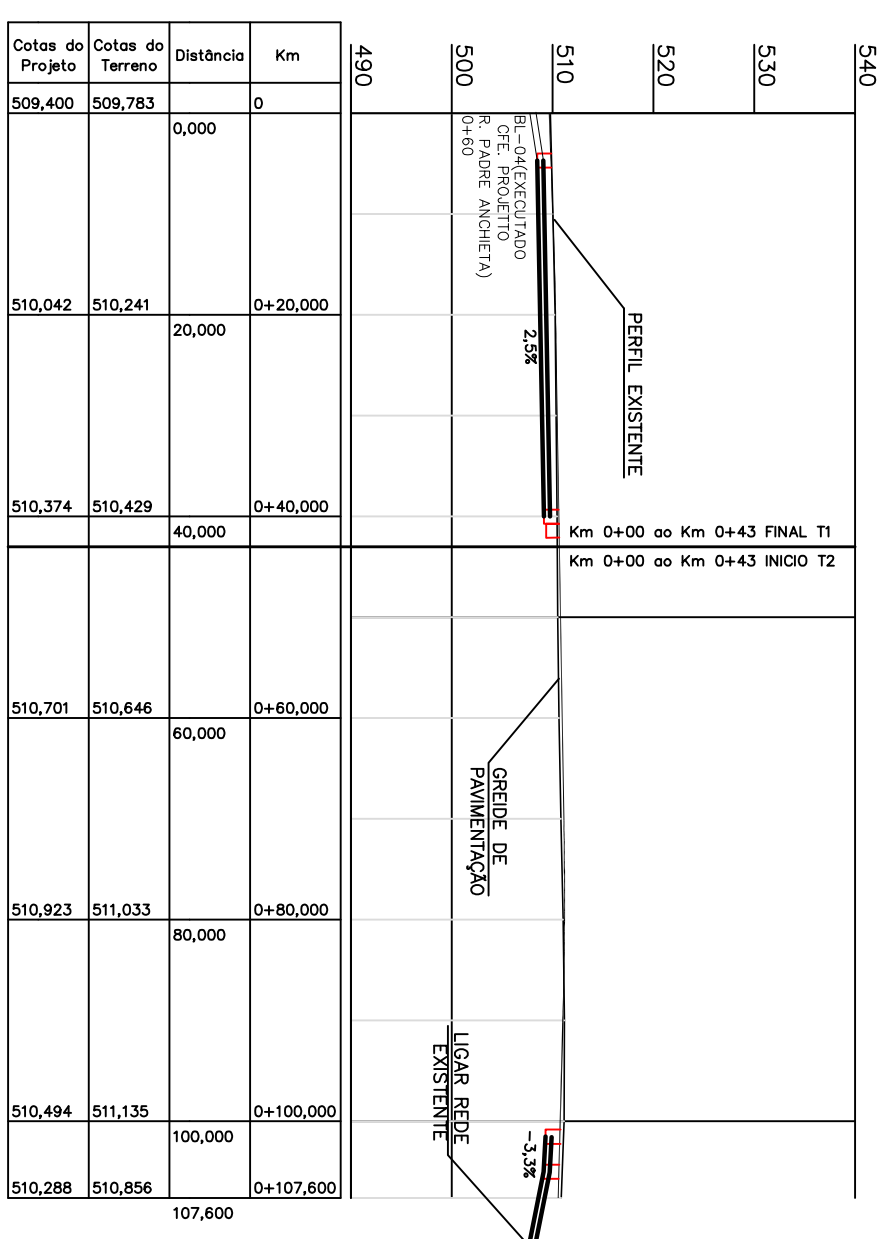 Cotas do
Projeto
Cotas do
Terreno
Distância
Km
490
500
510
520
530
540
509,400
509,783
0
0,000
BL-04(EXECUTADO
CFE. PROJETTO
R. PADRE ANCHIETA)
0+60
510,042
510,241
0+20,000
20,000
2,5%
PERFIL EXISTENTE
510,374
510,429
0+40,000
40,000
Km 0+00 ao Km 0+43 FINAL T1
Km 0+00 ao Km 0+43 INICIO T2
510,701
510,646
0+60,000
60,000
GREIDE DE
PAVIMENTAÇÃO
510,923
511,033
0+80,000
80,000
LIGAR REDE
EXISTENTE
510,494
511,135
0+100,000
100,000
-3,3%
510,288
510,856
0+107,600
107,600